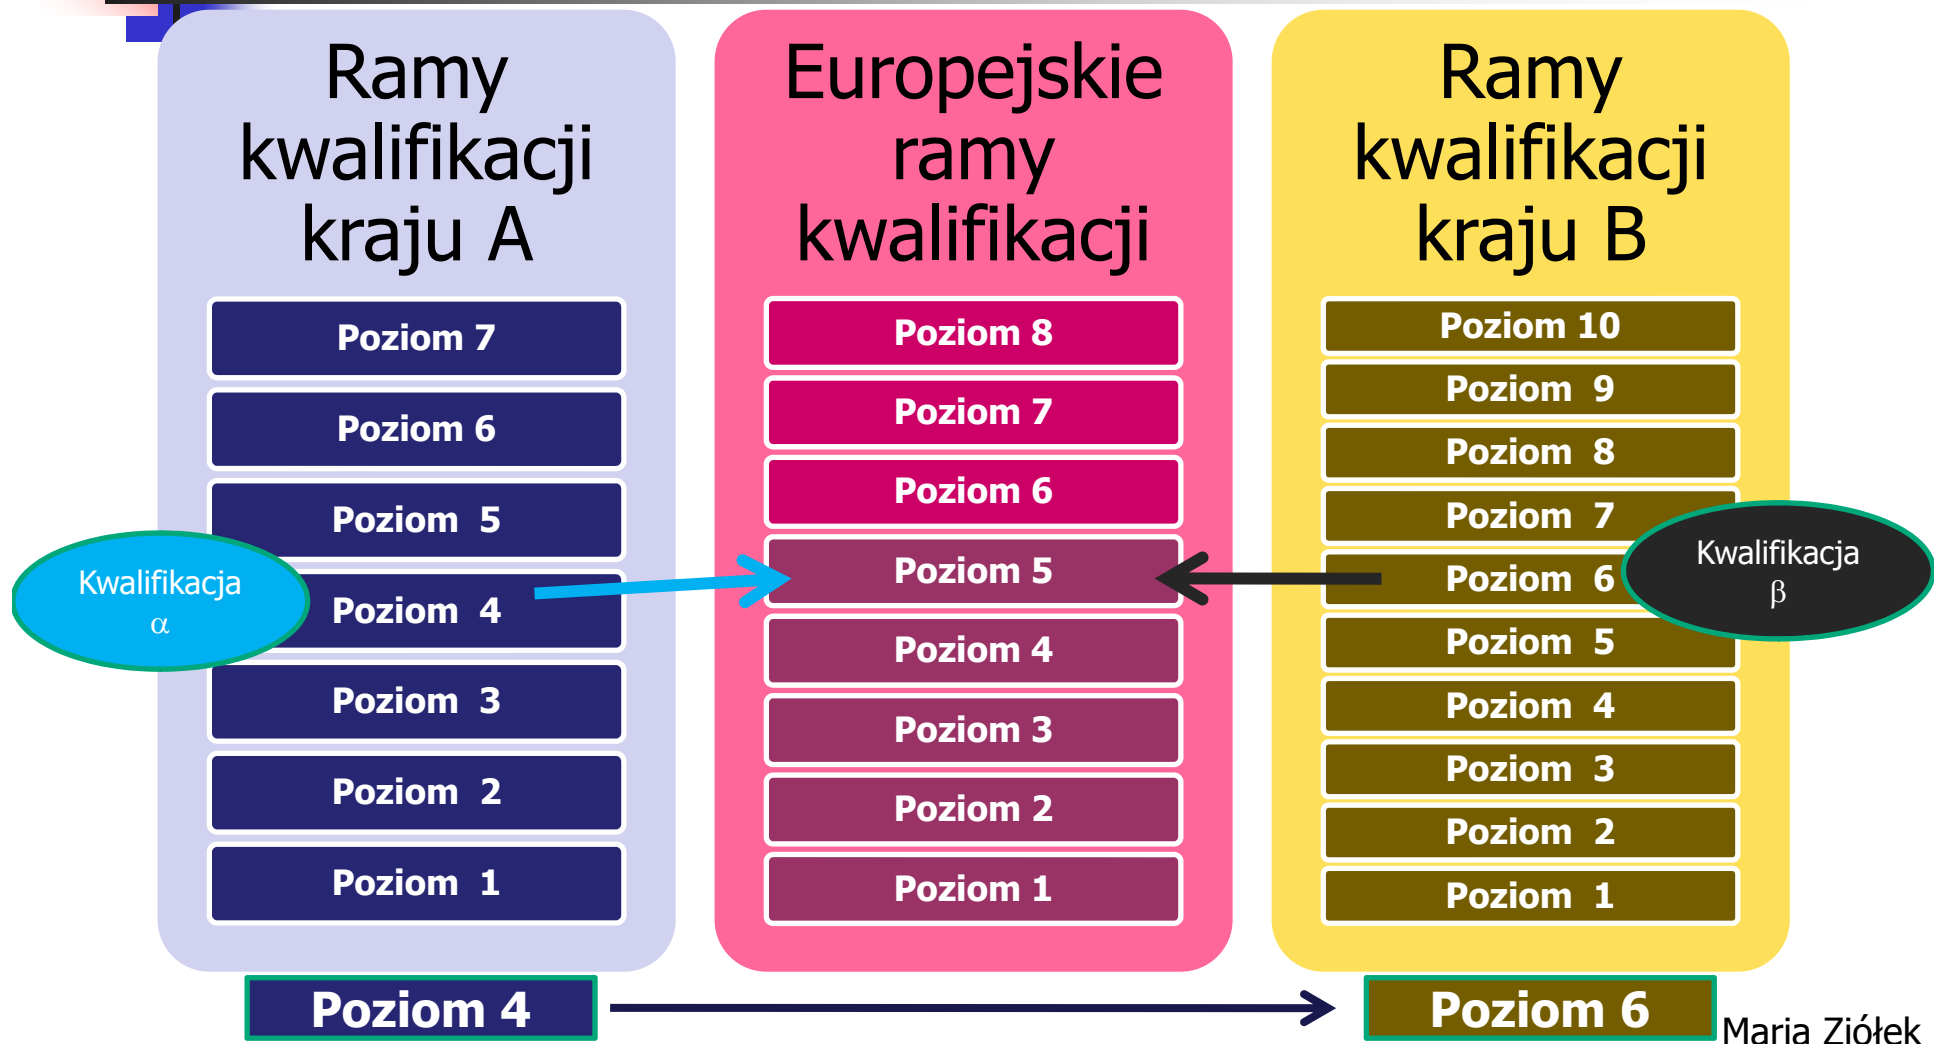 Ramy
kwalifikacji
kraju A
Poziom 7
Poziom 6
Poziom 5
Poziom 4
Poziom 3
Poziom 2
Poziom 1
Kwalifikacja
α
Europejskie
ramy
kwalifikacji
Poziom 8
Poziom 7
Poziom 6
Poziom 5
Poziom 4
Poziom 3
Poziom 2
Poziom 1
Ramy
kwalifikacji
kraju B
Poziom 10
Poziom 9
Poziom 8
Poziom 7
Poziom 6
Poziom 5
Poziom 4
Poziom 3
Poziom 2
Poziom 1
Kwalifikacja
β
Poziom 4
Poziom 6
Maria Ziółek